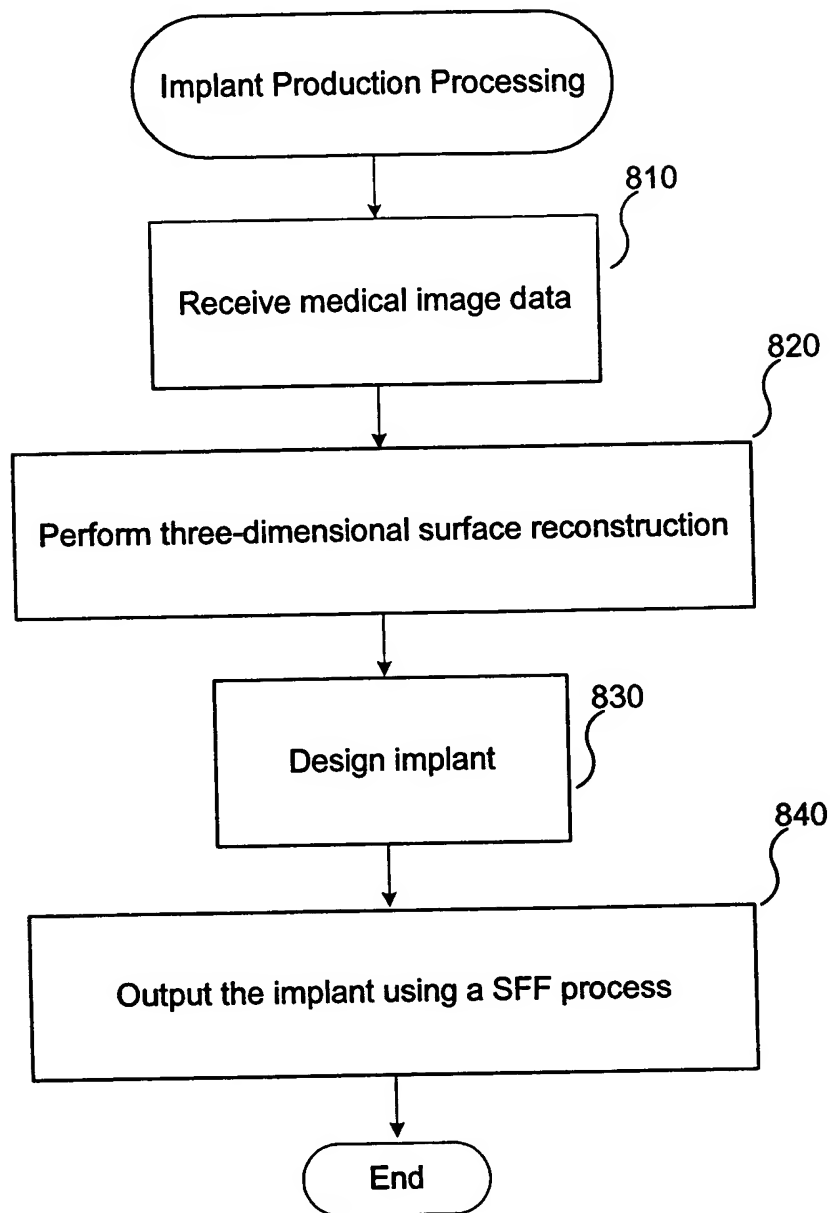 Implant Production Processing
810
Receive medical image data
820
Perform three-dimensional surface reconstruction
830
Design implant
840
Output the implant using a SFF process
End